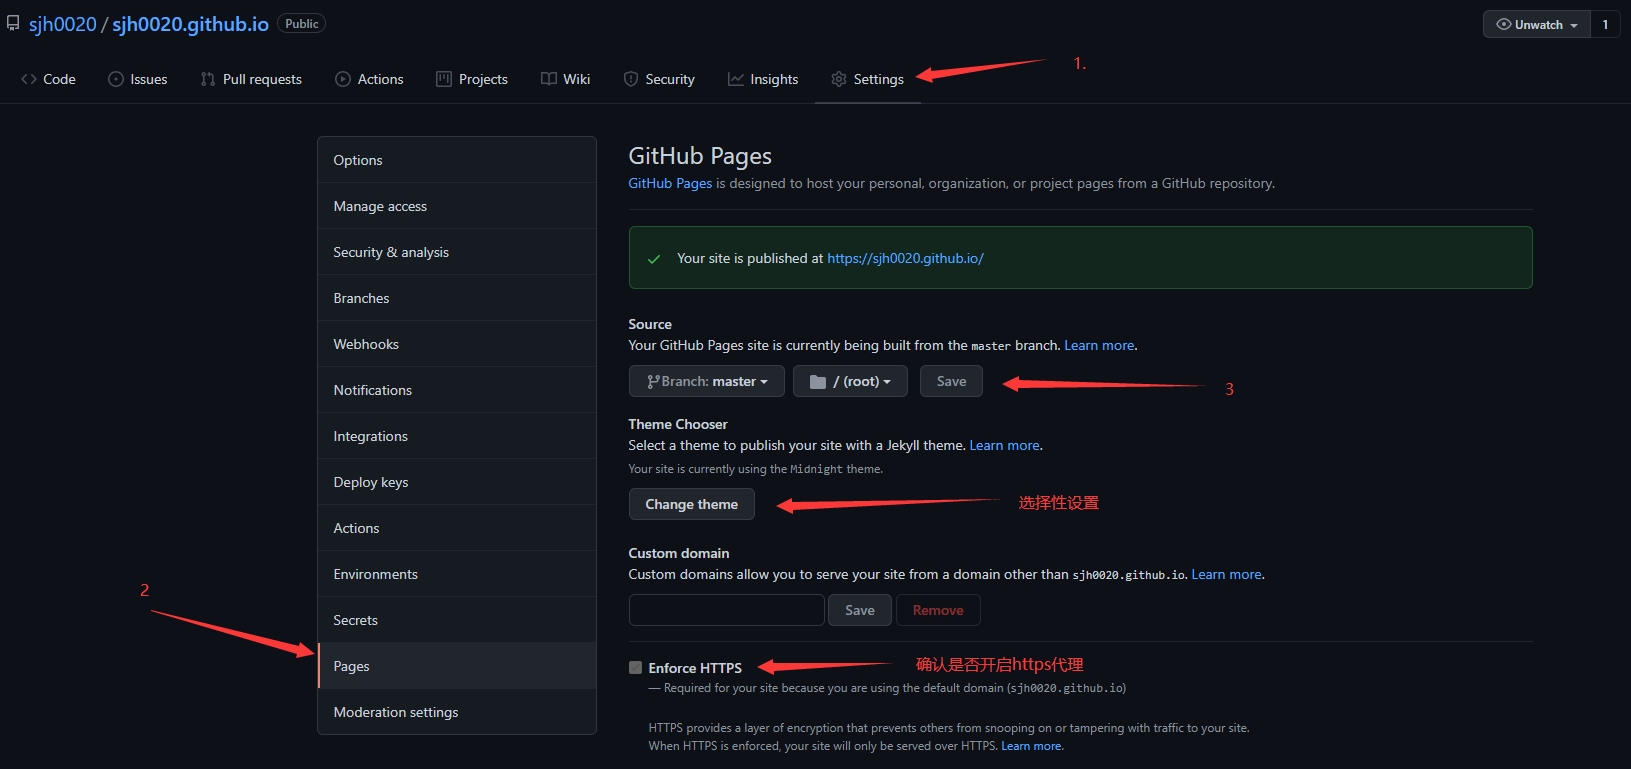 sjh0020 / sjh0020.github.io Public
Unwatch 1
Code Issues Pull requests Actions Projects Wiki Security Insights Settings
1.
Options
Manage access
Security & analysis
Branches
Webhooks
Notifications
Integrations
Deploy keys
Actions
Environments
Secrets
Pages
Moderation settings
2
GitHub Pages
GitHub Pages is designed to host your personal, organization, or project pages from a GitHub repository.
Your site is published at https://sjh0020.github.io/
Source
Your GitHub Pages site is currently being built from the master branch. Learn more.
Branch: master / (root) Save
3
Theme Chooser
Select a theme to publish your site with a Jekyll theme. Learn more.
Your site is currently using the Midnight theme.
Change theme
选择性设置
Custom domain
Custom domains allow you to serve your site from a domain other than sjh0020.github.io. Learn more.
Save Remove
Enforce HTTPS
确认是否开启https代理
— Required for your site because you are using the default domain (sjh0020.github.io)
HTTPS provides a layer of encryption that prevents others from snooping on or tampering with traffic to your site.
When HTTPS is enforced, your site will only be served over HTTPS. Learn more.